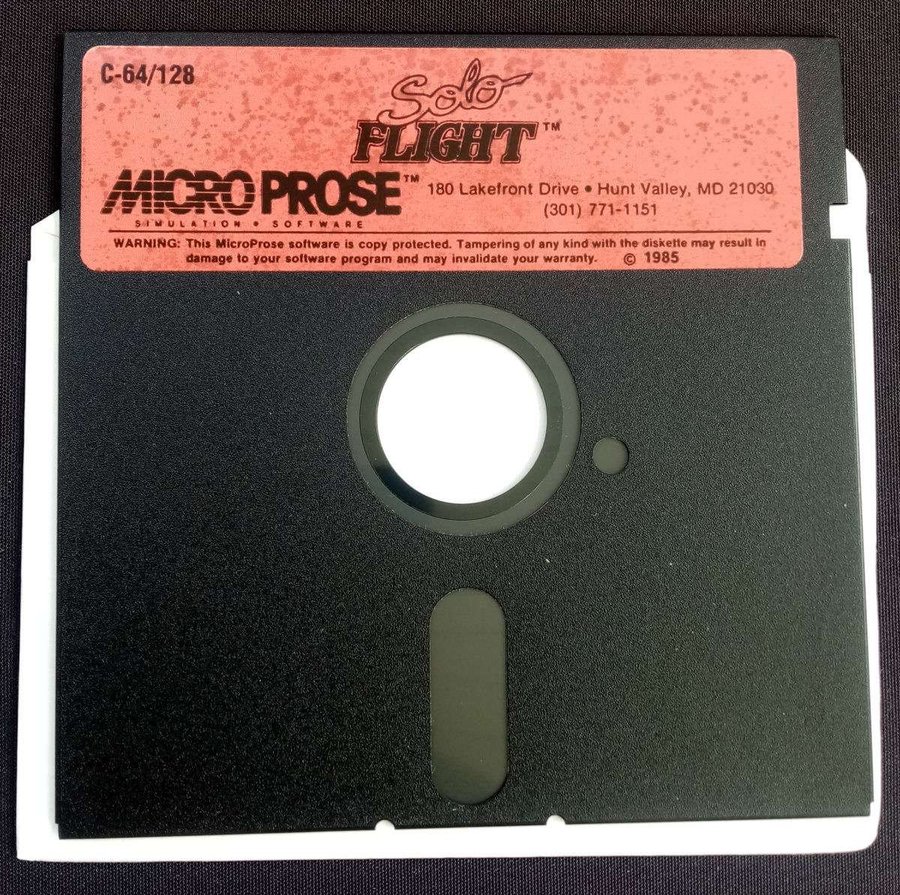 C-64/128
Solo
FLIGHT™
MICROPROSE™
SIMULATION • SOFTWARE
180 Lakefront Drive • Hunt Valley, MD 21030
(301) 771-1151
WARNING: This MicroProse software is copy protected. Tampering of any kind with the diskette may result in
damage to your software program and may invalidate your warranty. © 1985